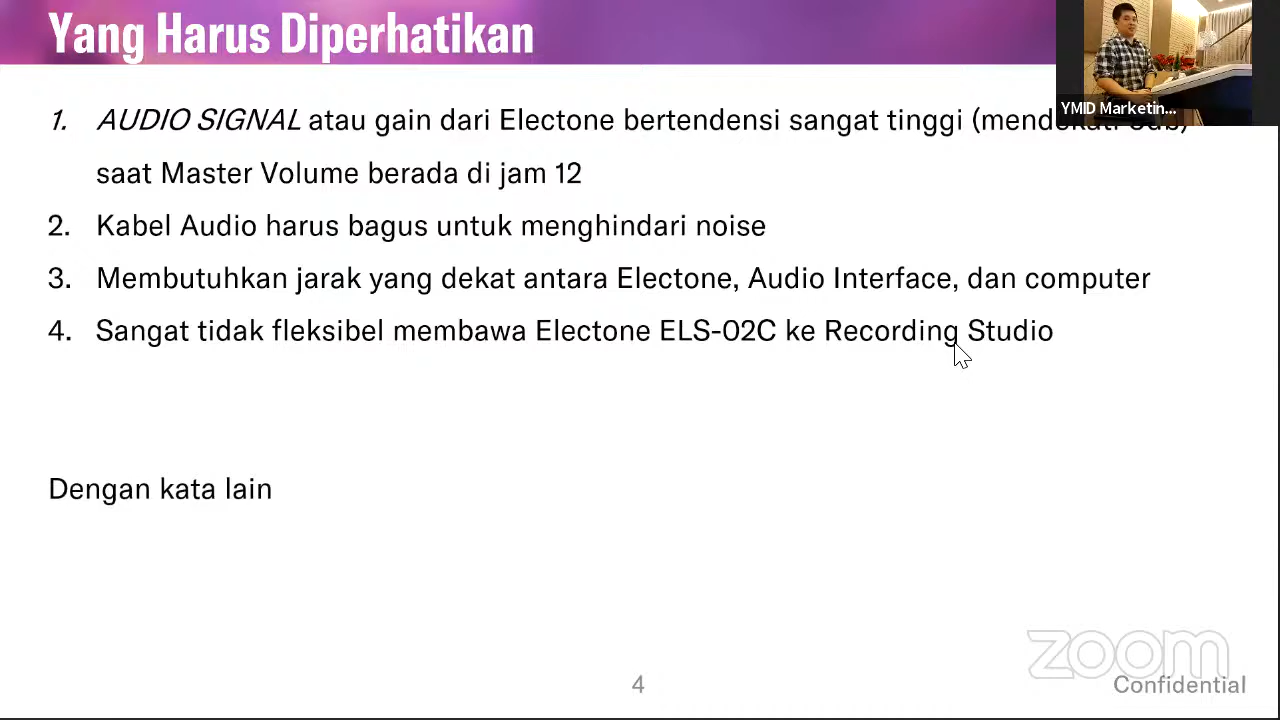 Yang Harus Diperhatikan
YMID Marketin...
1. AUDIO SIGNAL atau gain dari Electone bertendensi sangat tinggi (mendekati
saat Master Volume berada di jam 12
2. Kabel Audio harus bagus untuk menghindari noise
3. Membutuhkan jarak yang dekat antara Electone, Audio Interface, dan computer
4. Sangat tidak fleksibel membawa Electone ELS-02C ke Recording Studio
Dengan kata lain
zoom
4
Confidential